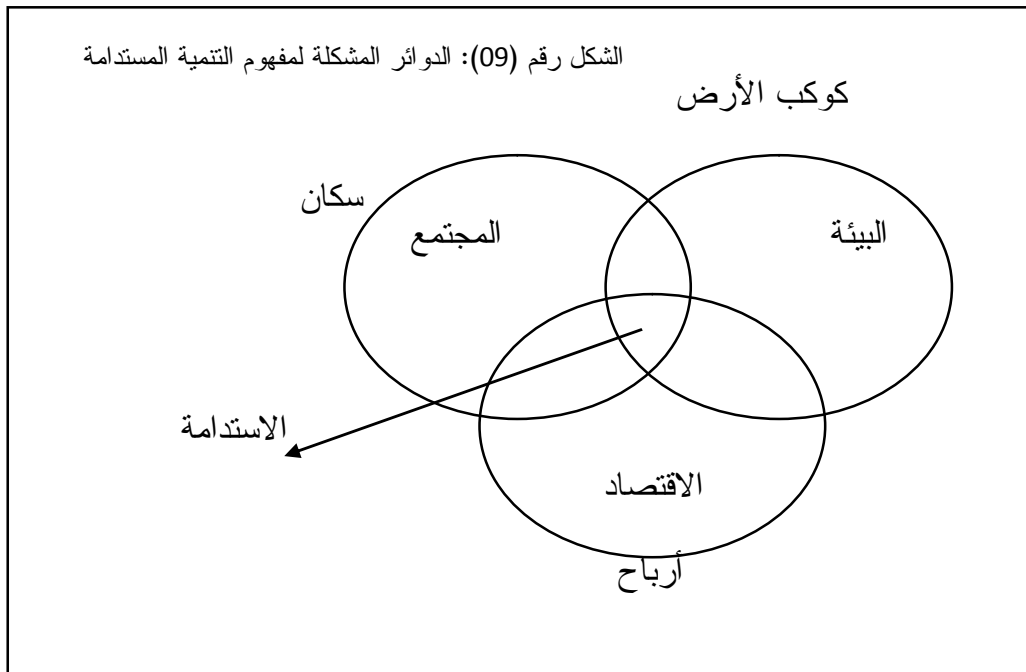 الشكل رقم (09): الدوائر المشكلة لمفهوم التنمية المستدامة
كوكب الأرض
سكان
المجتمع
البيئة
الاستدامة
الاقتصاد
أرباح